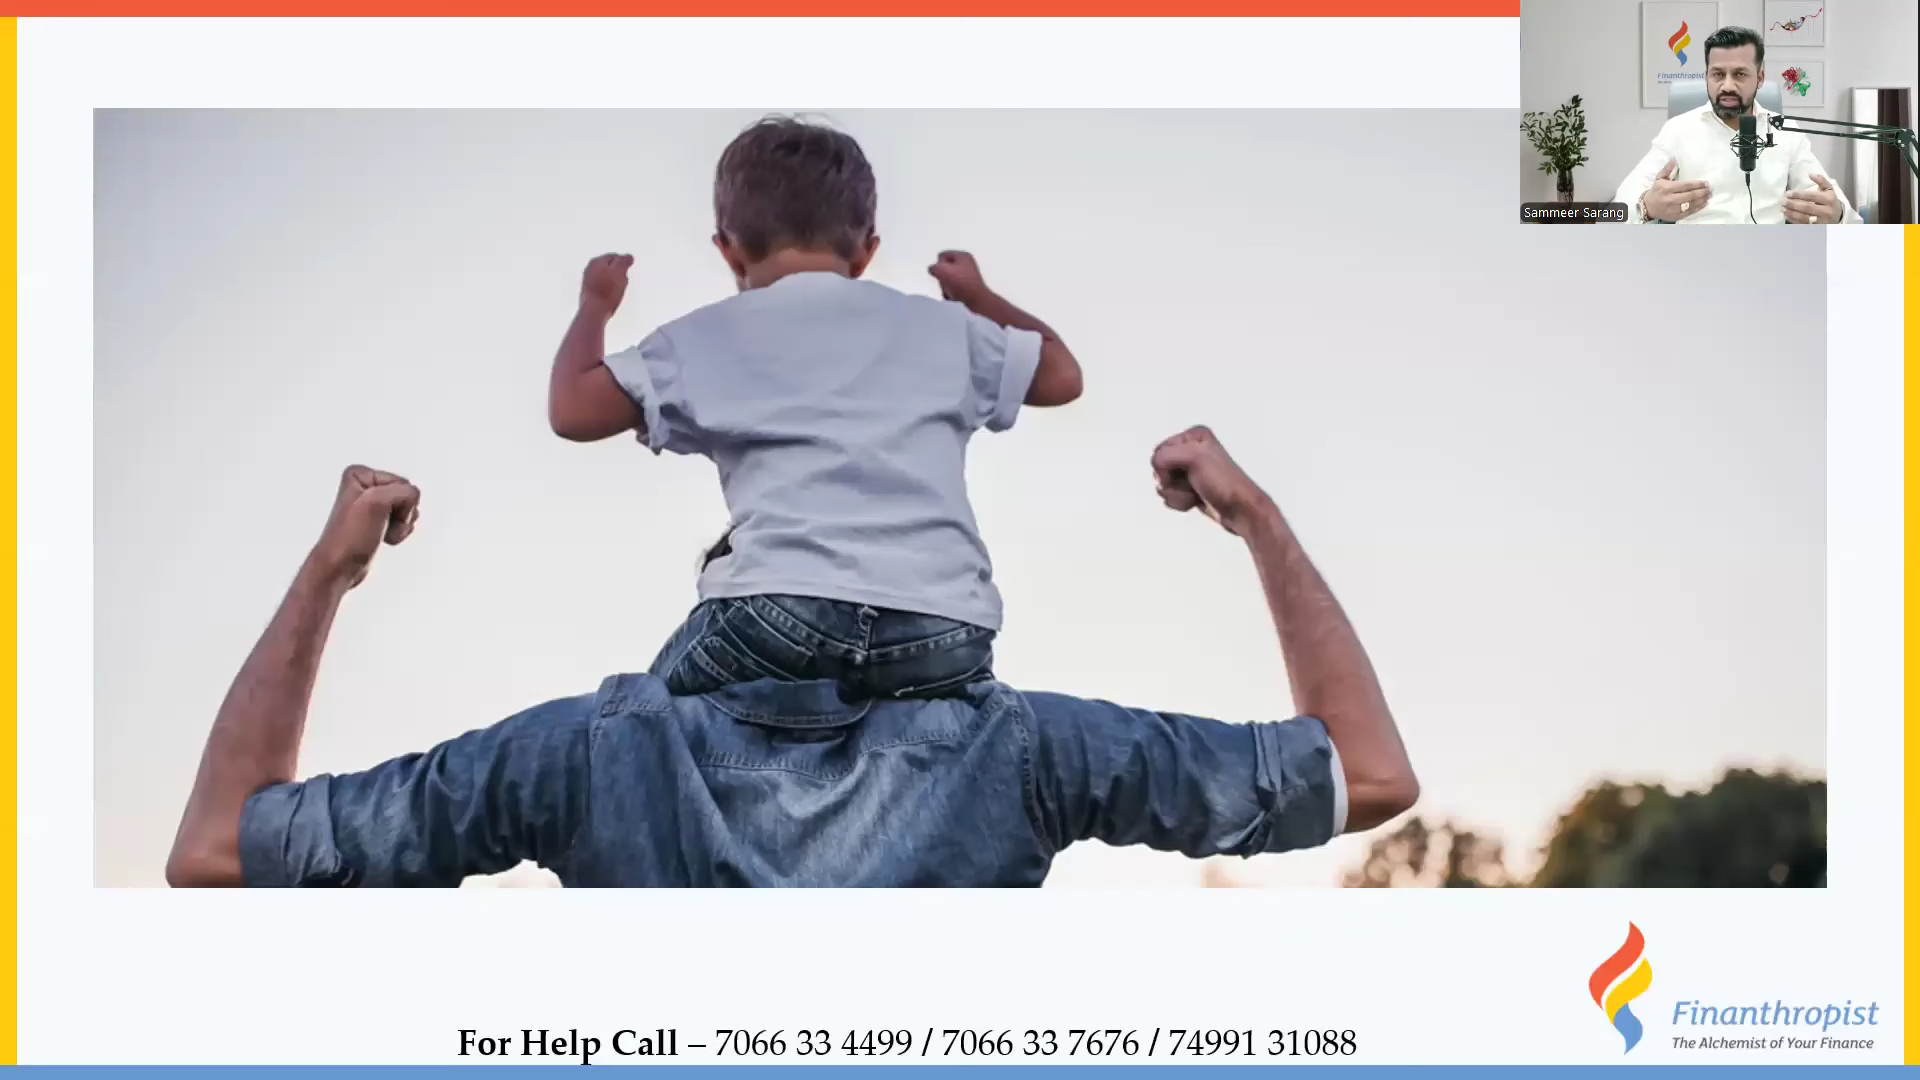 Finanthropist
Sammeer Sarang
For Help Call – 7066 33 4499 / 7066 33 7676 / 74991 31088
Finanthropist
The Alchemist of Your Finance